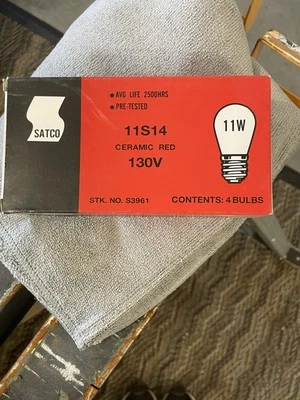 SATCO
• AVG LIFE 2500HRS
• PRE-TESTED
11S14
CERAMIC RED
130V
11W
STK. NO. S3961
CONTENTS: 4 BULBS